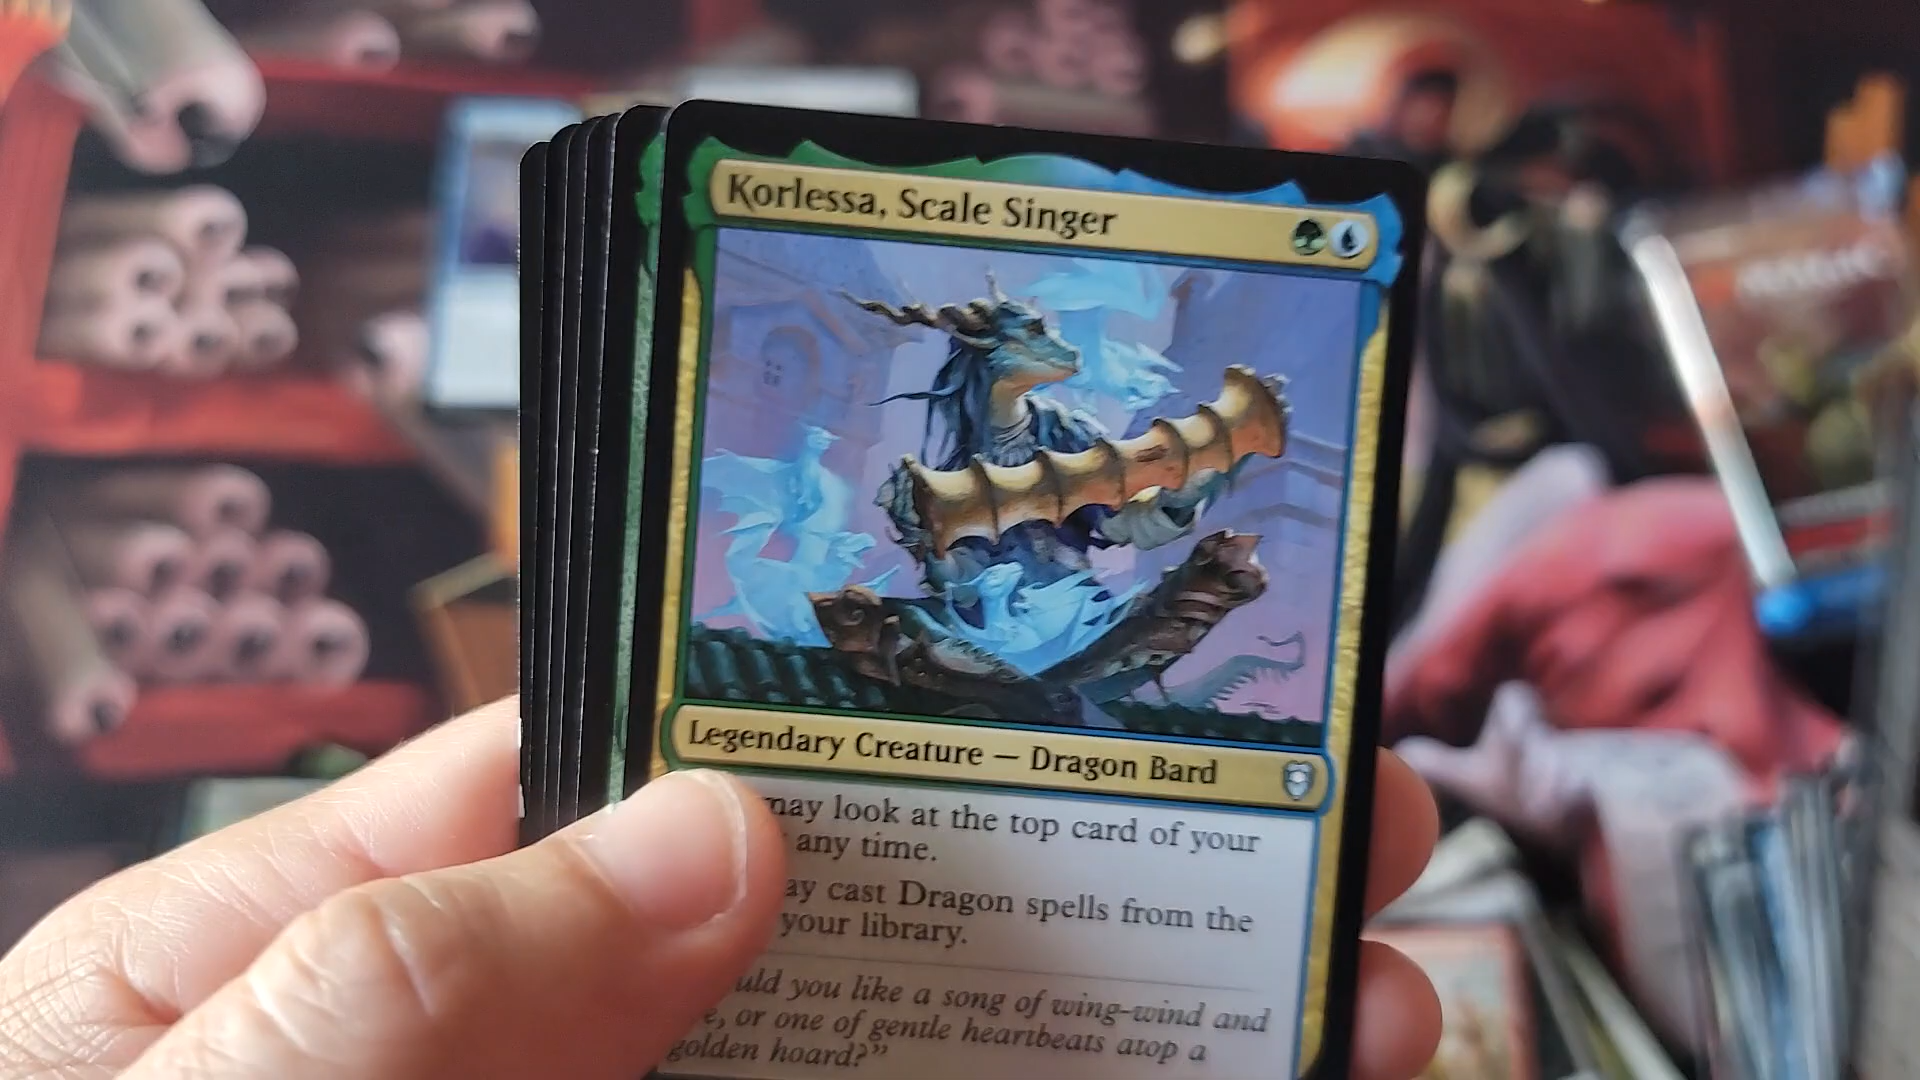 Korlessa, Scale Singer
Legendary Creature — Dragon Bard
may look at the top card of your
any time.
ay cast Dragon spells from the
your library.
uld you like a song of wing-wind and
e, or one of gentle heartbeats atop a
golden hoard?”